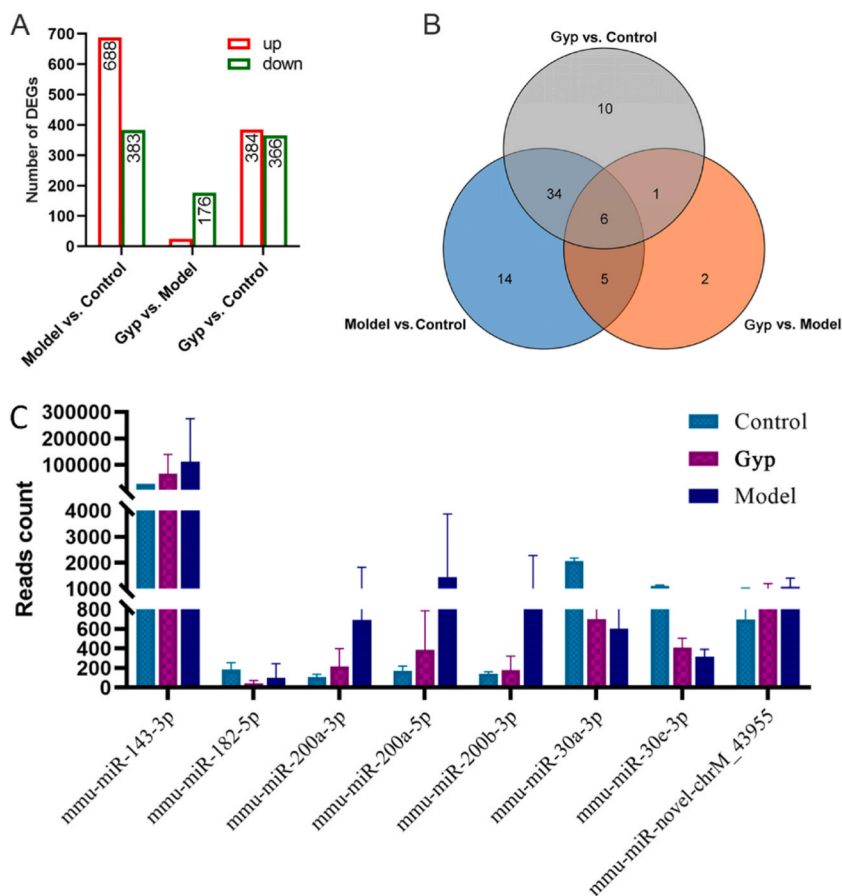 A
Number of DEGs
700
600
500
400
300
200
100
0
688
383
176
384
366
up
down
Moldel vs. Control
Gyp vs. Model
Gyp vs. Control
B
Gyp vs. Control
10
34
1
6
14
5
2
Moldel vs. Control
Gyp vs. Model
C
Reads count
300000
200000
100000
4000
3000
2000
1000
800
600
400
200
0
Control
Gyp
Model
mmu-miR-143-3p
mmu-miR-182-5p
mmu-miR-200a-3p
mmu-miR-200a-5p
mmu-miR-200b-3p
mmu-miR-30a-3p
mmu-miR-30e-3p
mmu-miR-novel-chrM_43955